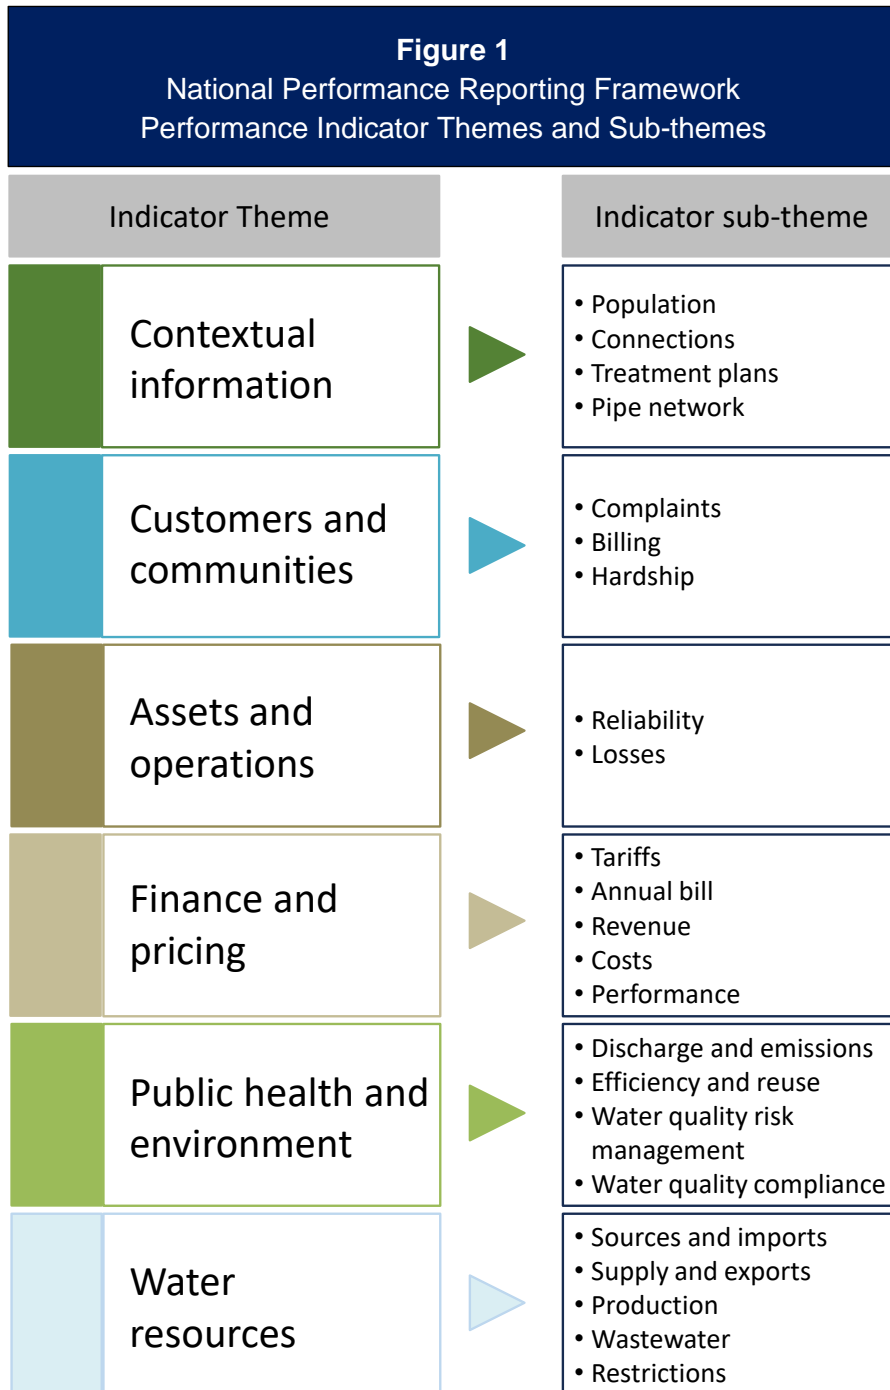 Figure 1
National Performance Reporting Framework
Performance Indicator Themes and Sub-themes
Indicator Theme
Indicator sub-theme
Contextual
information
• Population
• Connections
• Treatment plans
• Pipe network
Customers and
communities
• Complaints
• Billing
• Hardship
Assets and
operations
• Reliability
• Losses
Finance and
pricing
• Tariffs
• Annual bill
• Revenue
• Costs
• Performance
Public health and
environment
• Discharge and emissions
• Efficiency and reuse
• Water quality risk
management
• Water quality compliance
Water
resources
• Sources and imports
• Supply and exports
• Production
• Wastewater
• Restrictions